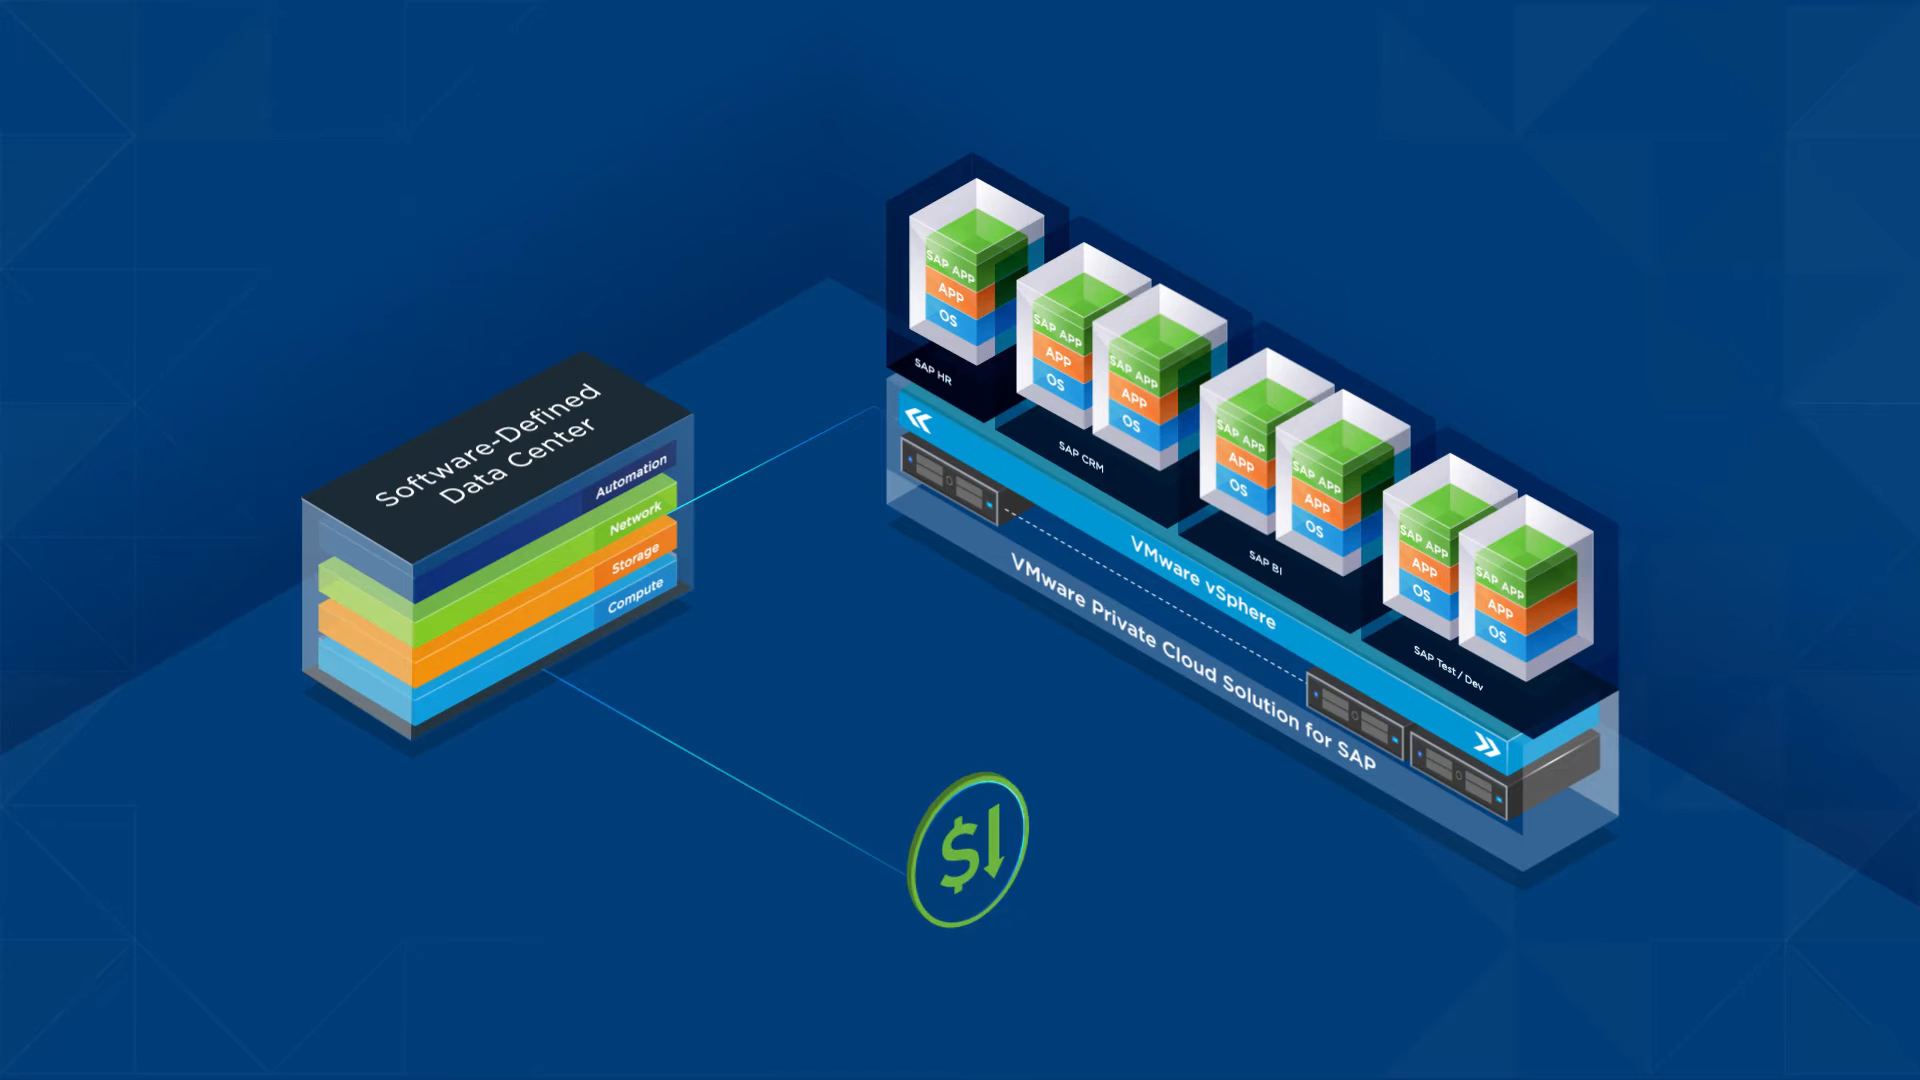 Software-Defined
Data Center
Automation
Network
Storage
Compute
SAP APP
APP
OS
SAP HR
SAP APP
APP
OS
SAP APP
APP
OS
SAP CRM
SAP APP
APP
OS
SAP APP
APP
OS
SAP BI
SAP APP
APP
OS
SAP APP
APP
OS
SAP Test / Dev
VMware vSphere
VMware Private Cloud Solution for SAP
$